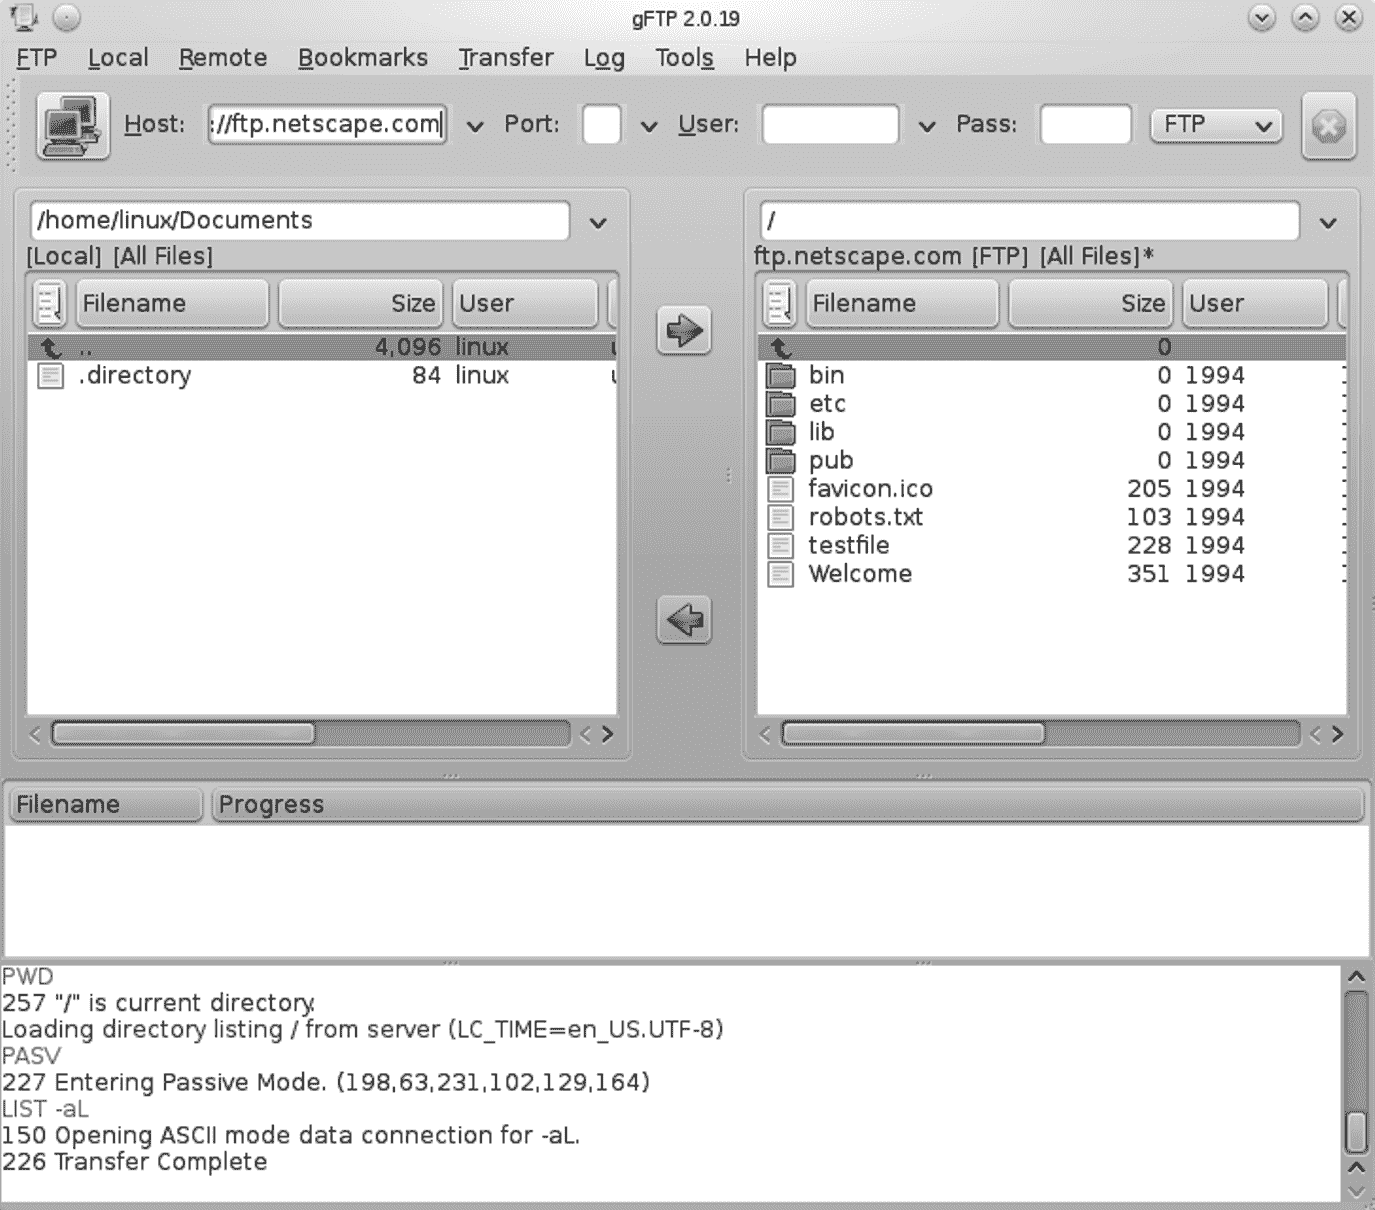 gFTP 2.0.19
FTP Local Remote Bookmarks Transfer Log Tools Help
Host: ://ftp.netscape.com Port: User: Pass: FTP
/home/linux/Documents
[Local] [All Files]
Filename Size User
.. 4,096 linux
.directory 84 linux
/
ftp.netscape.com [FTP] [All Files]*
Filename Size User
0
bin 0 1994
etc 0 1994
lib 0 1994
pub 0 1994
favicon.ico 205 1994
robots.txt 103 1994
testfile 228 1994
Welcome 351 1994
Filename Progress
PWD
257 "/" is current directory.
Loading directory listing / from server (LC_TIME=en_US.UTF-8)
PASV
227 Entering Passive Mode. (198,63,231,102,129,164)
LIST -aL
150 Opening ASCII mode data connection for -aL.
226 Transfer Complete